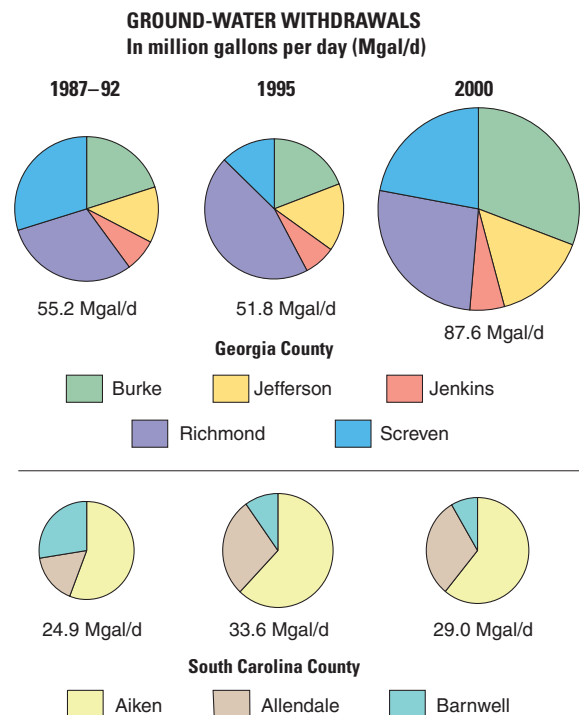 GROUND-WATER WITHDRAWALS
In million gallons per day (Mgal/d)
1987–92 1995 2000
55.2 Mgal/d 51.8 Mgal/d 87.6 Mgal/d
Georgia County
Burke Jefferson Jenkins
Richmond Screven
24.9 Mgal/d 33.6 Mgal/d 29.0 Mgal/d
South Carolina County
Aiken Allendale Barnwell